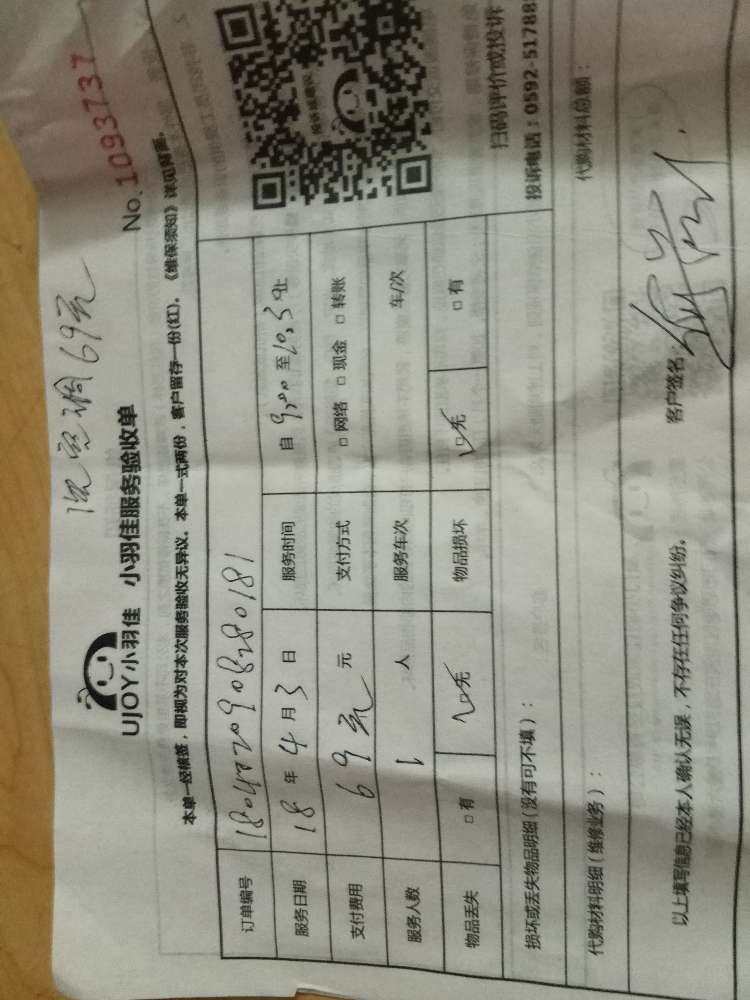 洗空调69元
UJOY小羽佳 小羽佳服务验收单
No.1093737
本单一经核签，即视为对本次服务验收无异议。本单一式两份，客户留存一份(红)。《维保须知》详见背面。
订单编号 1804020908280181
服务日期 18 年 4 月 3 日 服务时间 自 9:00 至 10:3 止
支付费用 69元 元 支付方式 □网络 □现金 □转账
服务人数 1 人 服务车次 车/次
物品丢失 □有 ☑无 物品损坏 ☑无 □有
扫码评价或投诉
投诉电话：0592-51788
损坏或丢失物品明细（没有可不填）：
代购材料明细（维修业务）： 代购材料总额：
以上填写信息已经本人确认无误，不存在任何争议纠纷。 客户签名